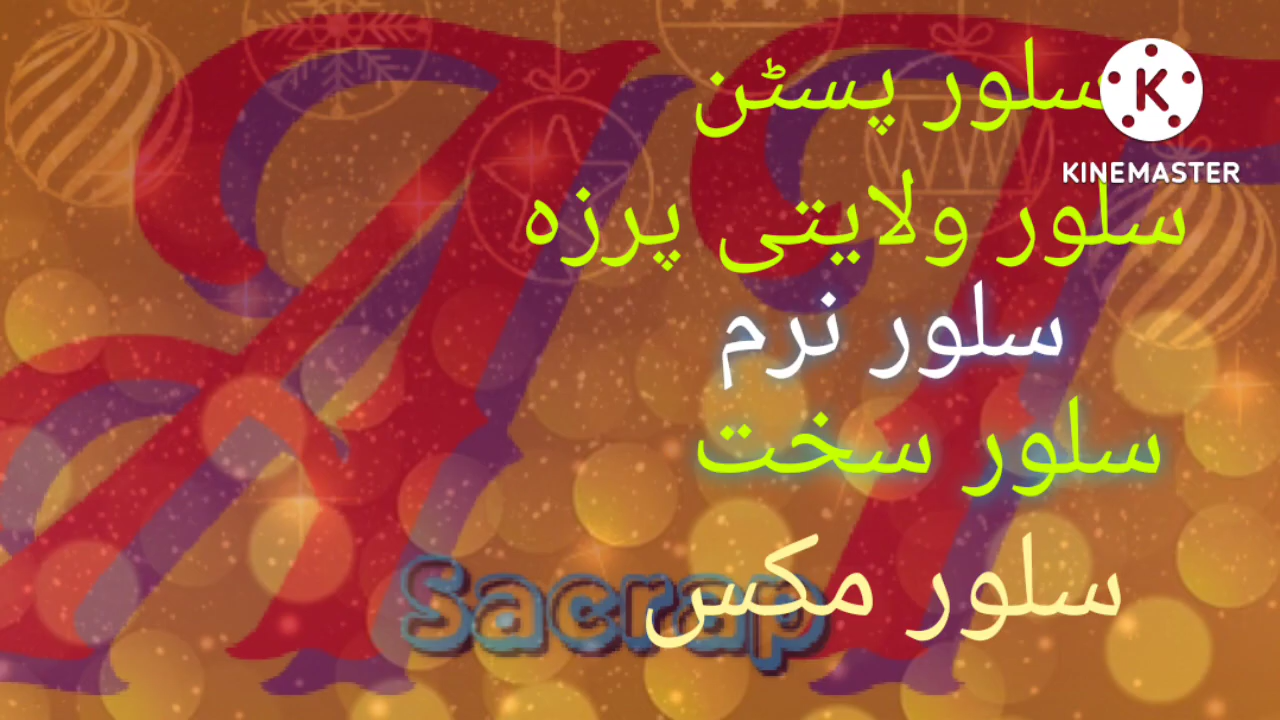 سلور پسٹن
KINEMASTER
سلور ولایتی پرزہ
سلور نرم
سلور سخت
سلور مکس
Sacrap